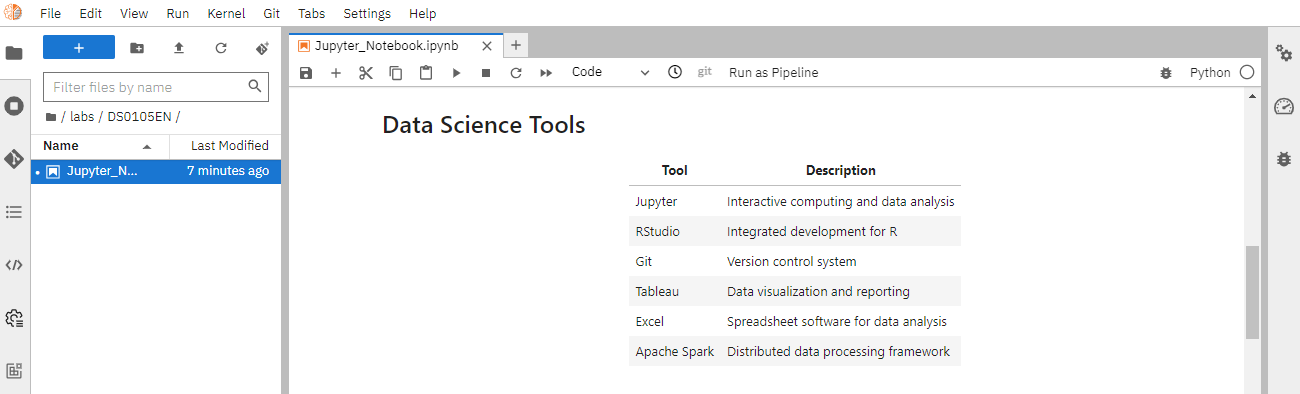 File Edit View Run Kernel Git Tabs Settings Help
Filter files by name
/ labs / DS0105EN /
Name Last Modified
Jupyter_N... 7 minutes ago
Jupyter_Notebook.ipynb
Code git Run as Pipeline Python
Data Science Tools
Tool Description
Jupyter Interactive computing and data analysis
RStudio Integrated development for R
Git Version control system
Tableau Data visualization and reporting
Excel Spreadsheet software for data analysis
Apache Spark Distributed data processing framework